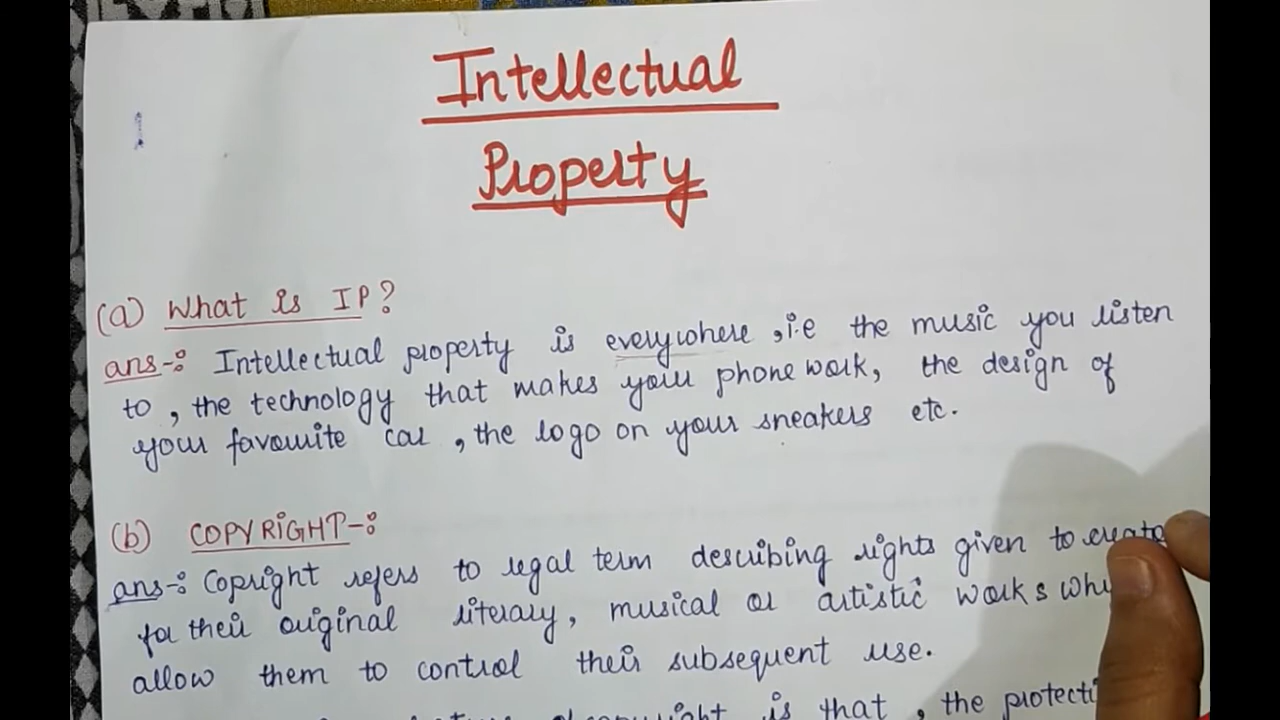 Intellectual
Property
(a) What is IP?
ans-: Intellectual property is everywhere, i.e the music you listen
to, the technology that makes your phone work, the design of
your favourite car, the logo on your sneakers etc.
(b) COPYRIGHT-:
ans-: Copright refers to legal term describing rights given to
for their original literary, musical or artistic works
allow them to control their subsequent use.
copyright is that, the